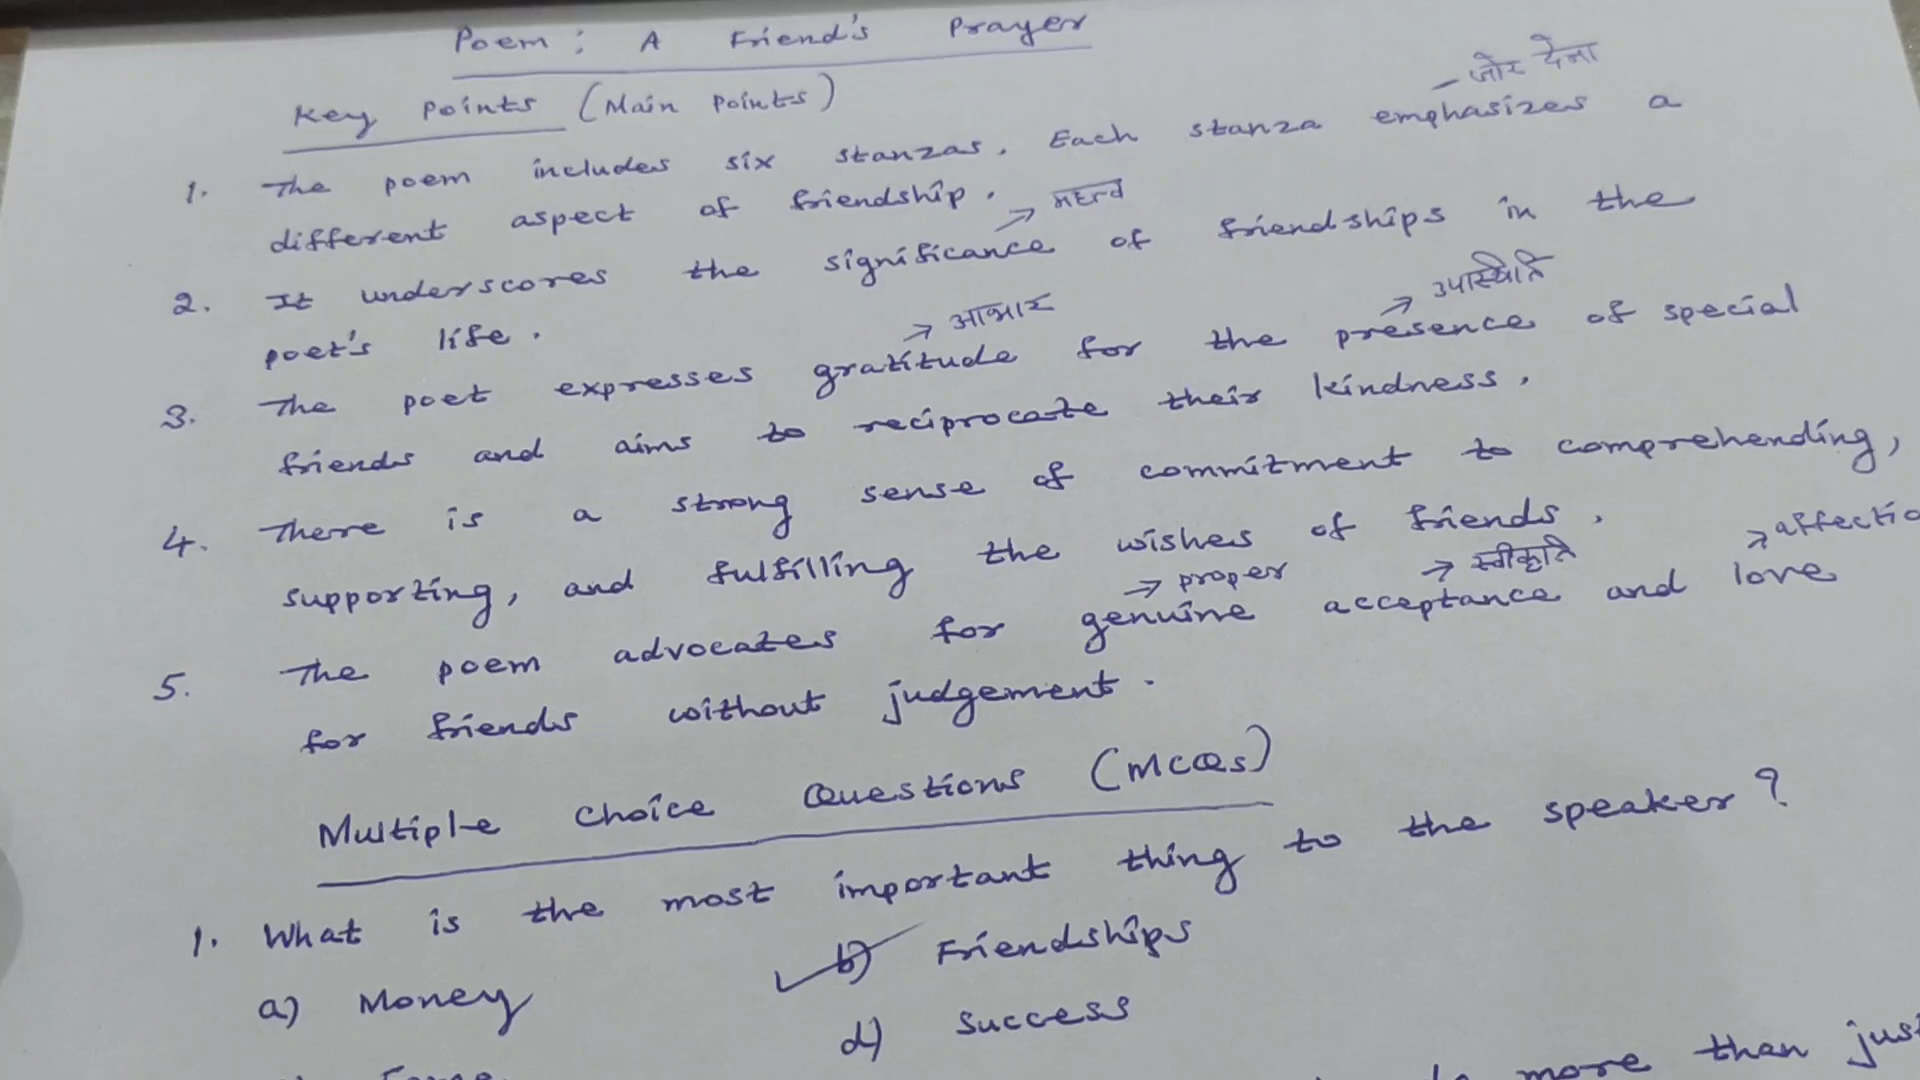 Poem : A Friend's Prayer
Key Points (Main Points)
– जोर देना
1. The poem includes six stanzas. Each stanza emphasizes a
different aspect of friendship.
→ महत्व
2. It underscores the significance of friendships in the
poet's life.
→ आभार → उपस्थिति
3. The poet expresses gratitude for the presence of special
friends and aims to reciprocate their kindness.
4. There is a strong sense of commitment to comprehending,
supporting, and fulfilling the wishes of friends.
→ proper → स्वीकृति → affectio
5. The poem advocates for genuine acceptance and love
for friends without judgement.
Multiple Choice Questions (MCQs)
1. What is the most important thing to the speaker?
a) Money b) Friendships
d) Success
more than just